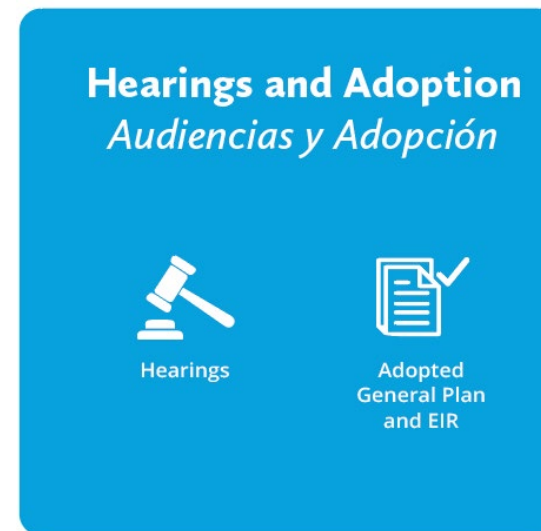 Hearings and Adoption
Audiencias y Adopción
Hearings
Adopted
General Plan
and EIR